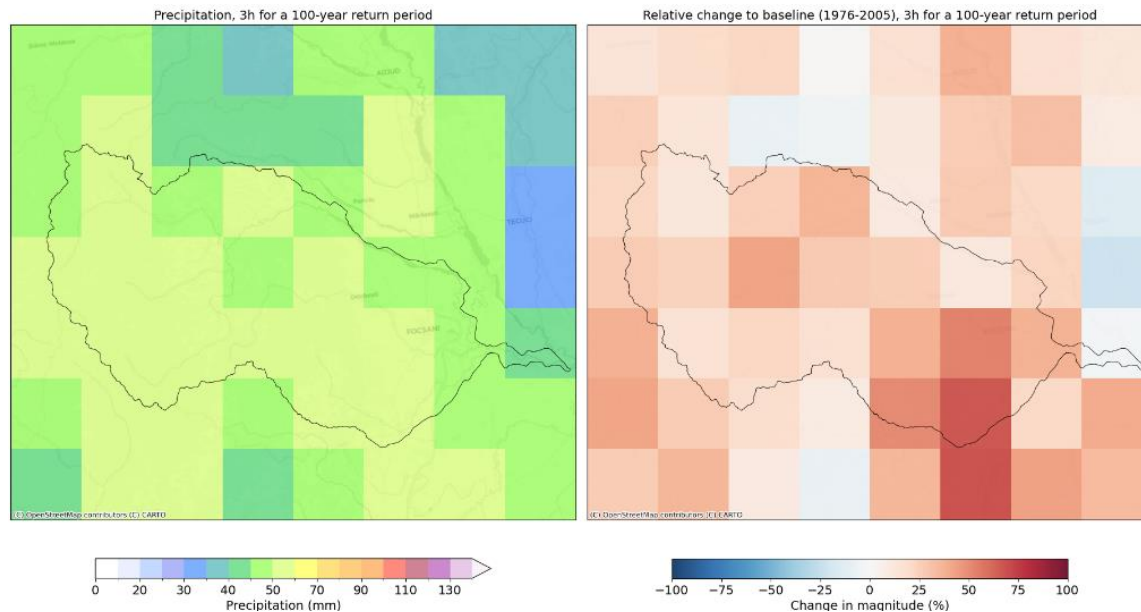 Precipitation, 3h for a 100-year return period
Relative change to baseline (1976-2005), 3h for a 100-year return period
ADJUD
TECUCI
FOCSANI
(C) OpenStreetMap contributors (C) CARTO
(C) OpenStreetMap contributors (C) CARTO
0 20 30 40 50 70 90 110 130
Precipitation (mm)
−100 −75 −50 −25 0 25 50 75 100
Change in magnitude (%)